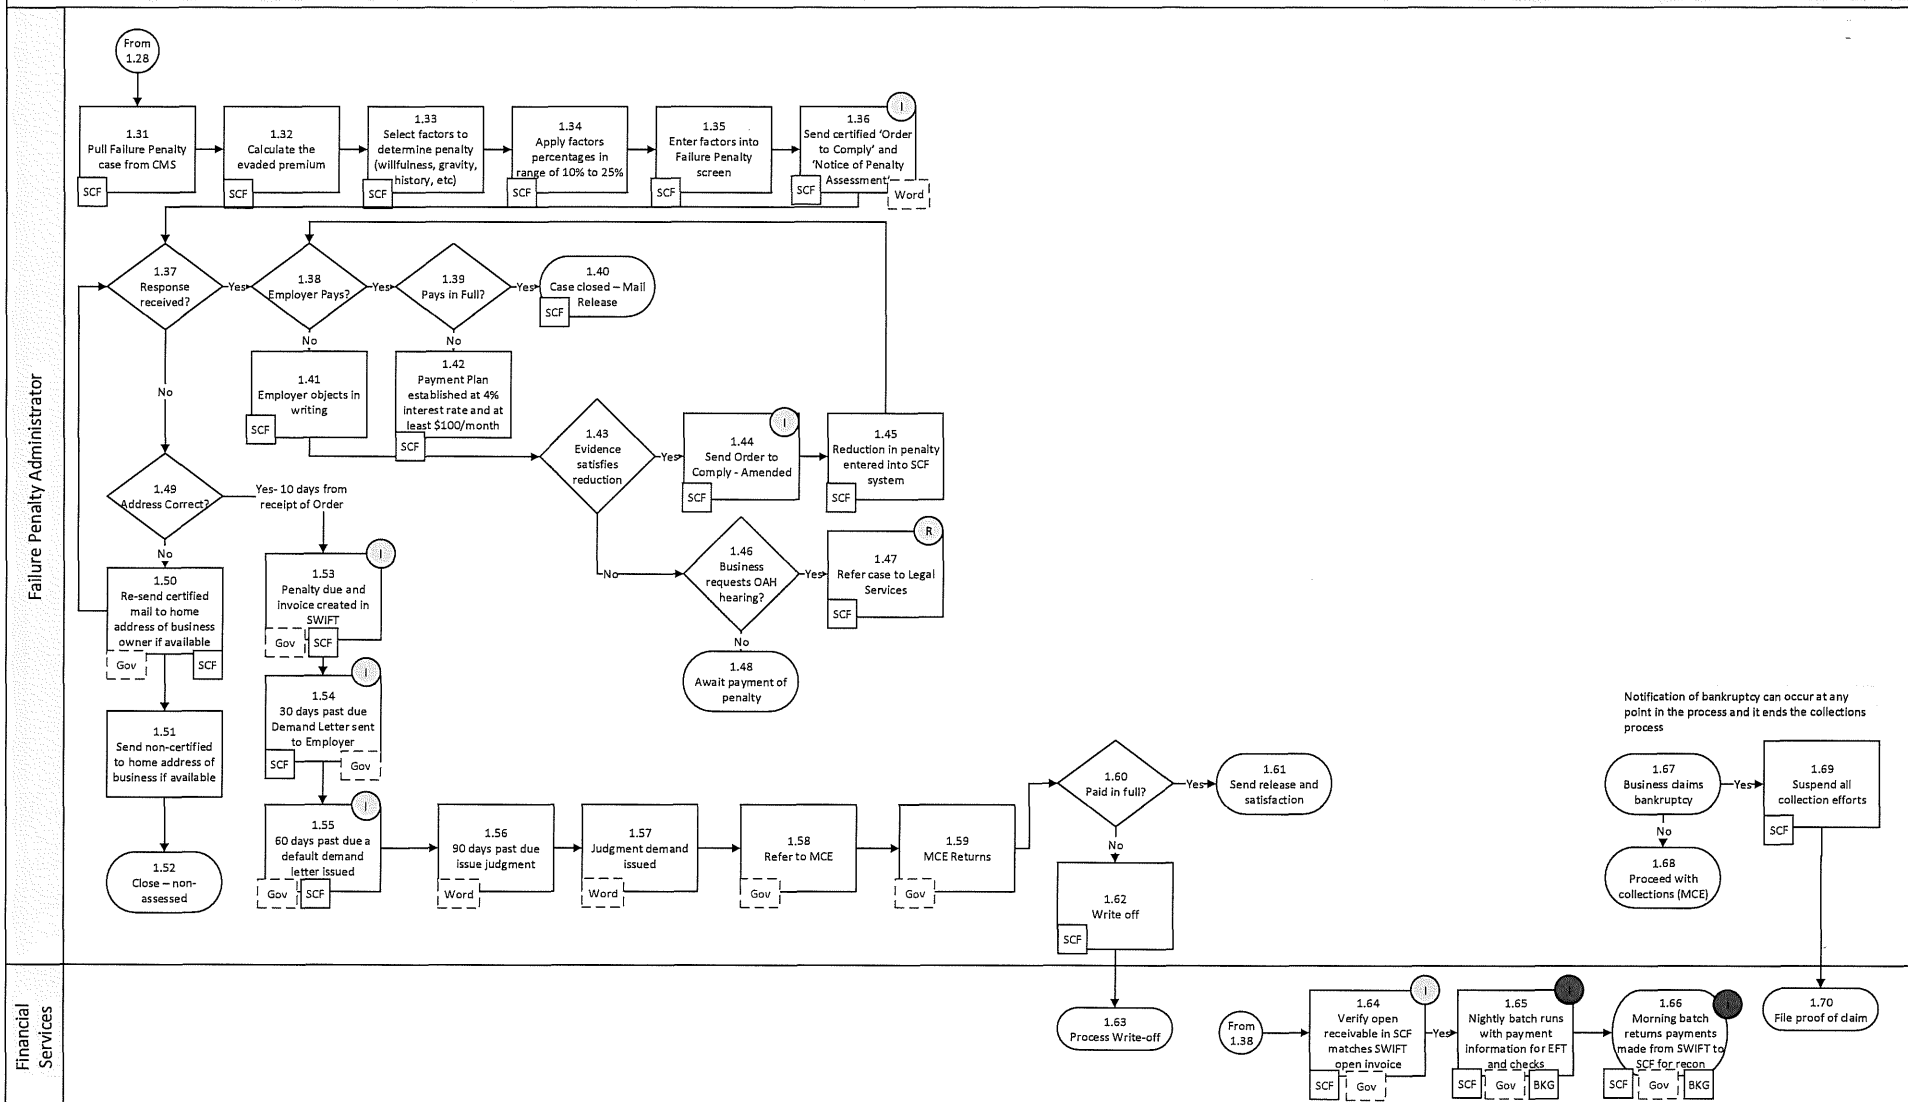 Failure Penalty Administrator
From
1.28
1.31
Pull Failure Penalty
case from CMS
SCF
1.32
Calculate the
evaded premium
SCF
1.33
Select factors to
determine penalty
(willfulness, gravity,
history, etc)
SCF
1.34
Apply factors
percentages in
range of 10% to 25%
SCF
1.35
Enter factors into
Failure Penalty
screen
SCF
I
1.36
Send certified ‘Order
to Comply’ and
‘Notice of Penalty
Assessment’
SCF
Word
1.37
Response
received?
Yes
1.38
Employer Pays?
Yes
1.39
Pays in Full?
Yes
1.40
Case closed – Mail
Release
SCF
No
No
No
1.41
Employer objects in
writing
SCF
1.42
Payment Plan
established at 4%
interest rate and at
least $100/month
SCF
1.43
Evidence
satisfies
reduction
Yes
I
1.44
Send Order to
Comply - Amended
SCF
1.45
Reduction in penalty
entered into SCF
system
SCF
No
1.46
Business
requests OAH
hearing?
Yes
R
1.47
Refer case to Legal
Services
SCF
No
1.48
Await payment of
penalty
1.49
Address Correct?
Yes- 10 days from
receipt of Order
No
1.50
Re-send certified
mail to home
address of business
owner if available
Gov
SCF
1.51
Send non-certified
to home address of
business if available
1.52
Close – non-
assessed
I
1.53
Penalty due and
invoice created in
SWIFT
Gov
SCF
I
1.54
30 days past due
Demand Letter sent
to Employer
SCF
Gov
I
1.55
60 days past due a
default demand
letter issued
Gov
SCF
1.56
90 days past due
issue judgment
Word
1.57
Judgment demand
issued
Word
1.58
Refer to MCE
Gov
1.59
MCE Returns
Gov
1.60
Paid in full?
Yes
1.61
Send release and
satisfaction
No
1.62
Write off
SCF
Notification of bankruptcy can occur at any
point in the process and it ends the collections
process
1.67
Business claims
bankruptcy
Yes
1.69
Suspend all
collection efforts
SCF
No
1.68
Proceed with
collections (MCE)
Financial
Services
1.63
Process Write-off
From
1.38
I
1.64
Verify open
receivable in SCF
matches SWIFT
open invoice
SCF
Gov
Yes
I
1.65
Nightly batch runs
with payment
information for EFT
and checks
SCF
Gov
BKG
I
1.66
Morning batch
returns payments
made from SWIFT to
SCF for recon
SCF
Gov
BKG
1.70
File proof of claim